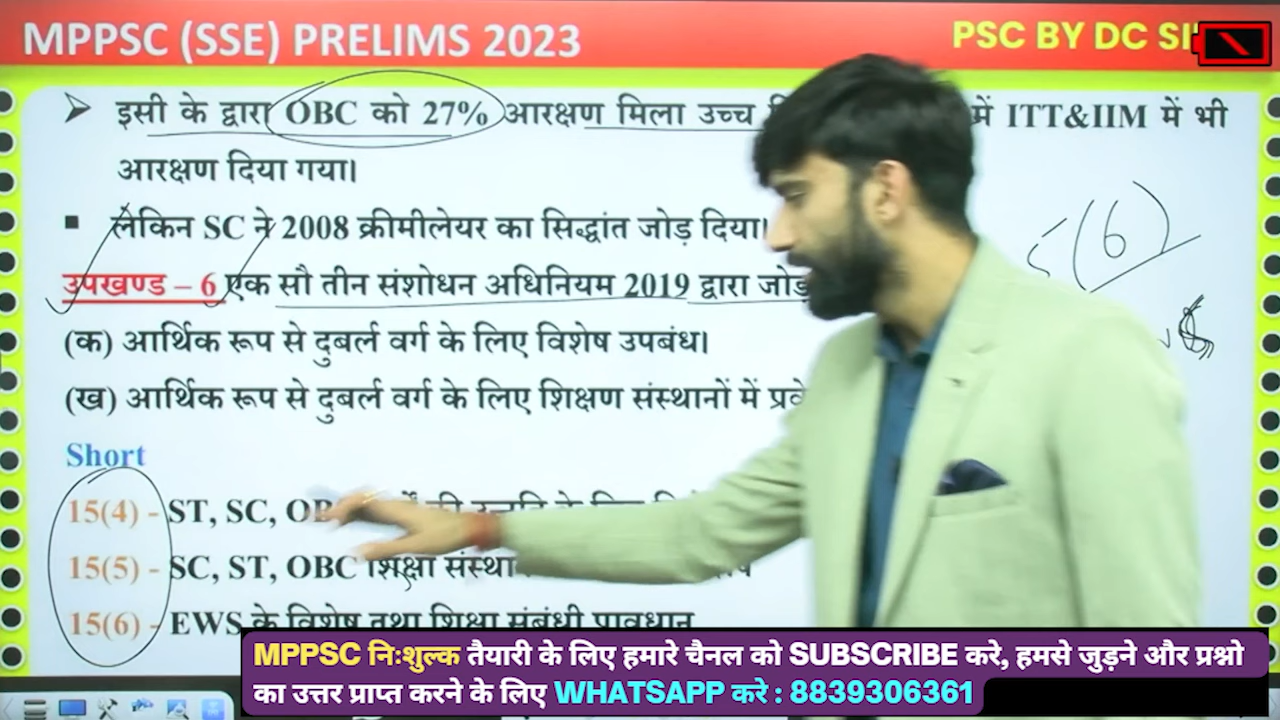 MPPSC (SSE) PRELIMS 2023
PSC BY DC
इसी के द्वारा OBC को 27% आरक्षण मिला उच्च में ITT&IIM में भी
आरक्षण दिया गया।
लेकिन SC ने 2008 क्रीमीलेयर का सिद्धांत जोड़ दिया।
उपखण्ड – 6 एक सौ तीन संशोधन अधिनियम 2019 द्वारा
(क) आर्थिक रूप से दुबर्ल वर्ग के लिए विशेष उपबंध।
(ख) आर्थिक रूप से दुबर्ल वर्ग के लिए शिक्षण संस्थानों में
Short
15(4) - ST, SC,
15(5) - SC, ST, OBC शिक्षा
15(6) - EWS के विशेष तथा शिक्षा संबंधी प्रावधान
(6)
MPPSC निःशुल्क तैयारी के लिए हमारे चैनल को SUBSCRIBE करे, हमसे जुड़ने और प्रश्नो
का उत्तर प्राप्त करने के लिए WHATSAPP करे : 8839306361